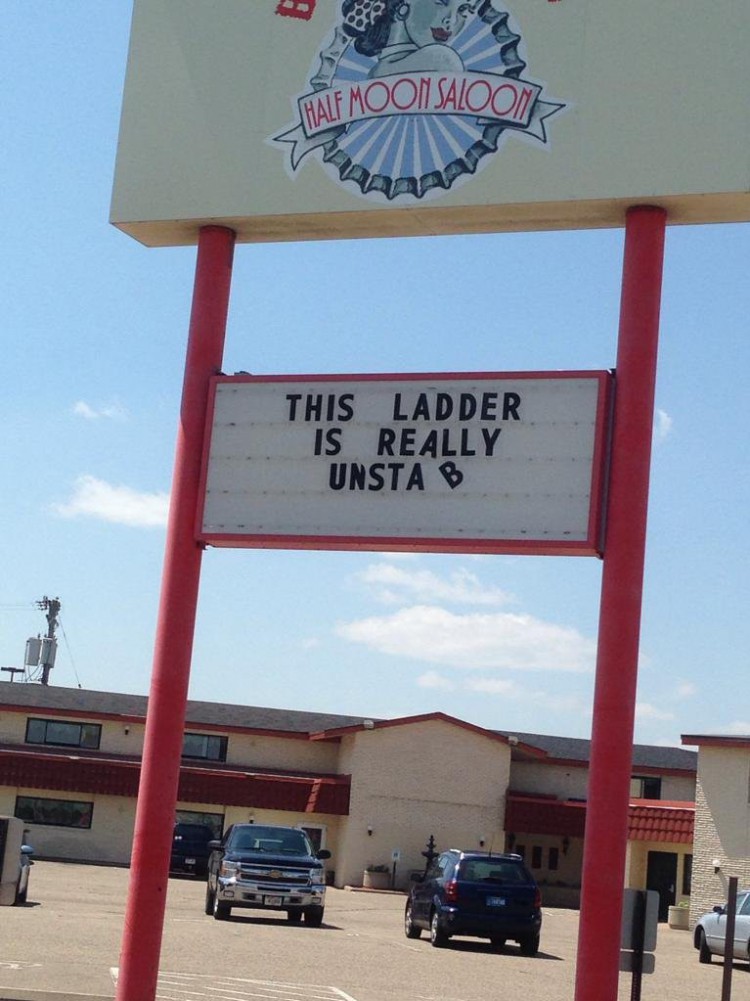 HALF MOON SALOON
THIS LADDER
IS REALLY
UNSTA B